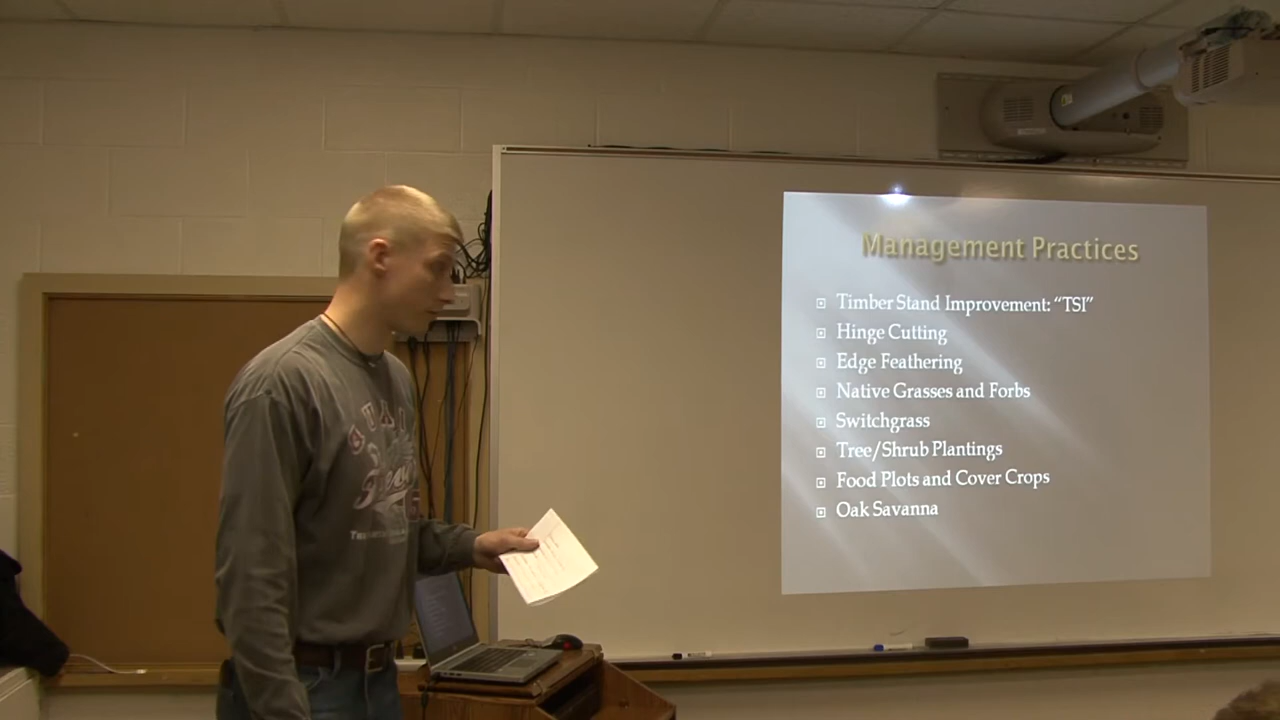 Management Practices
Timber Stand Improvement: “TSI”
Hinge Cutting
Edge Feathering
Native Grasses and Forbs
Switchgrass
Tree/Shrub Plantings
Food Plots and Cover Crops
Oak Savanna